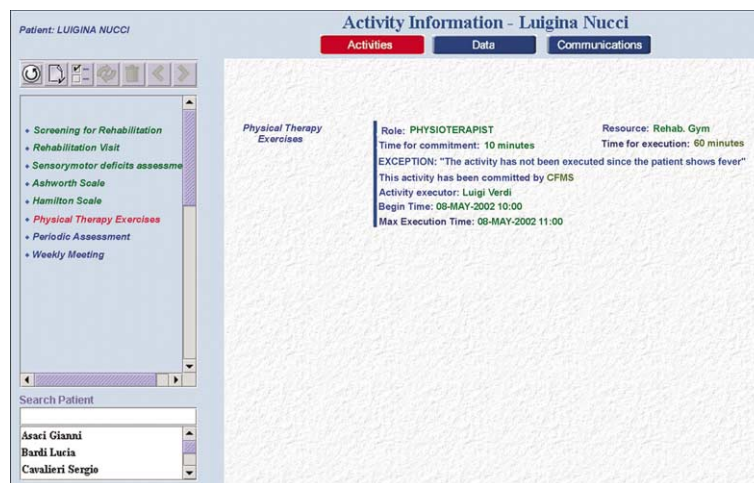 Patient: LUIGINA NUCCI
Activity Information - Luigina Nucci
Activities
Data
Communications
Screening for Rehabilitation
Rehabilitation Visit
Sensorymotor deficits assessme
Ashworth Scale
Hamilton Scale
Physical Therapy Exercises
Periodic Assessment
Weekly Meeting
Search Patient
Asaci Gianni
Bardi Lucia
Cavalieri Sergio
Physical Therapy
Exercises
Role: PHYSIOTERAPIST
Resource: Rehab. Gym
Time for commitment: 10 minutes
Time for execution: 60 minutes
EXCEPTION: "The activity has not been executed since the patient shows fever"
This activity has been committed by CFMS
Activity executor: Luigi Verdi
Begin Time: 08-MAY-2002 10:00
Max Execution Time: 08-MAY-2002 11:00